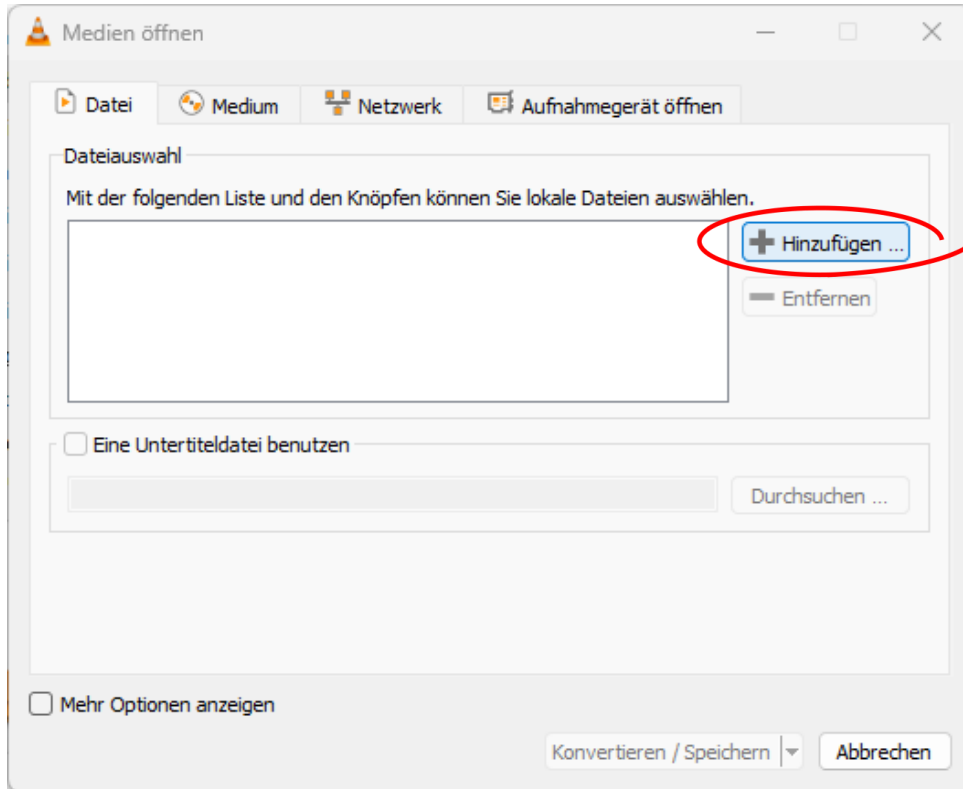 Medien öffnen
Datei
Medium
Netzwerk
Aufnahmegerät öffnen
Dateiauswahl
Mit der folgenden Liste und den Knöpfen können Sie lokale Dateien auswählen.
Hinzufügen ...
Entfernen
Eine Untertiteldatei benutzen
Durchsuchen ...
Mehr Optionen anzeigen
Konvertieren / Speichern
Abbrechen